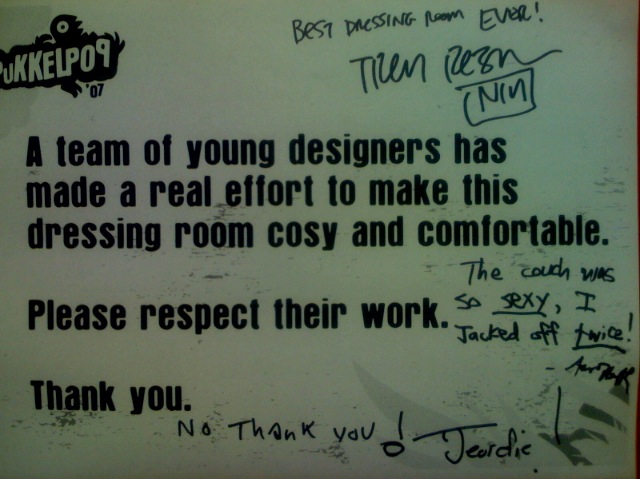 BEST DRESSING ROOM EVER!
PUKKELPOP
'07
NIN
A team of young designers has
made a real effort to make this
dressing room cosy and comfortable.
The couch was
so sexy, I
Jacked off twice!
Please respect their work.
Thank you.
No THANK YOU! Jeordie!